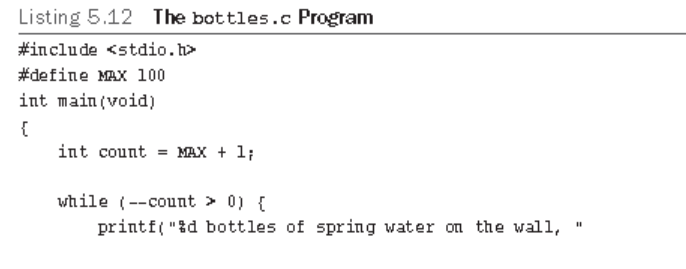 Listing 5.12 The bottles.c Program
#include <stdio.h>
#define MAX 100
int main(void)
{
    int count = MAX + 1;

    while (--count > 0) {
        printf("%d bottles of spring water on the wall, "